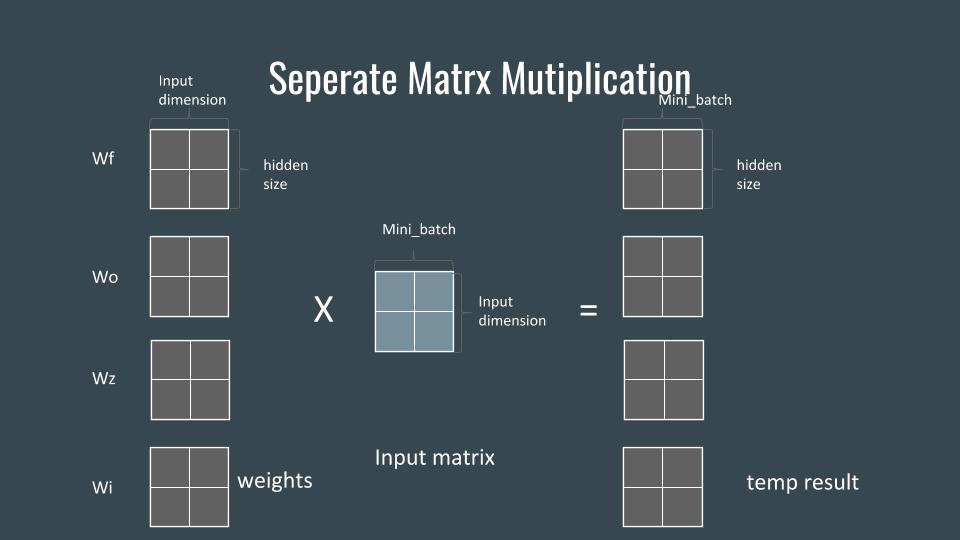 Seperate Matrx Mutiplication
Input
dimension
Mini_batch
Wf
hidden
size
hidden
size
Mini_batch
Wo
X
Input
dimension
=
Wz
Input matrix
Wi
weights
temp result